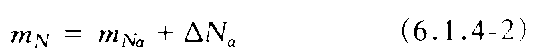 m_N = m_{Na} + ΔN_a (6.1.4-2)